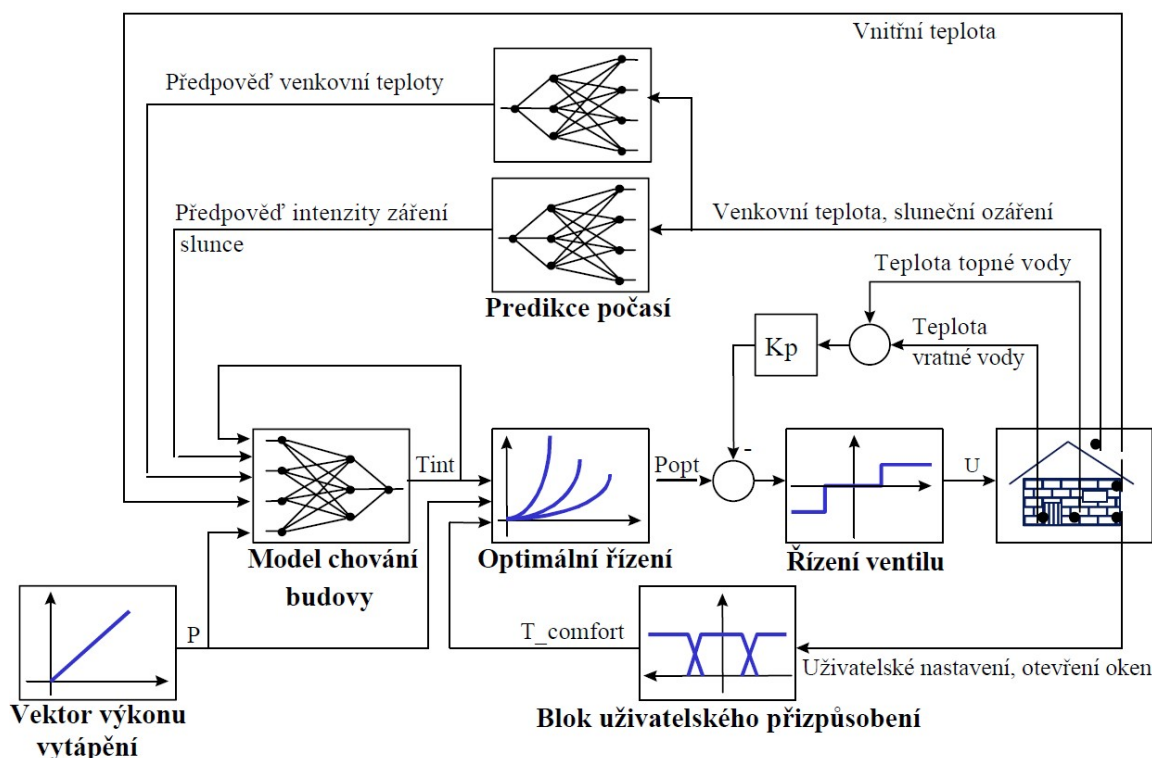 Vnitřní teplota
Předpověď venkovní teploty
Předpověď intenzity záření
slunce
Venkovní teplota, sluneční ozáření
Predikce počasí
Teplota topné vody
Teplota
vratné vody
Kp
-
Tint
Popt
U
Model chování
budovy
Optimální řízení
Řízení ventilu
P
T_comfort
Uživatelské nastavení, otevření oken
Vektor výkonu
vytápění
Blok uživatelského přizpůsobení